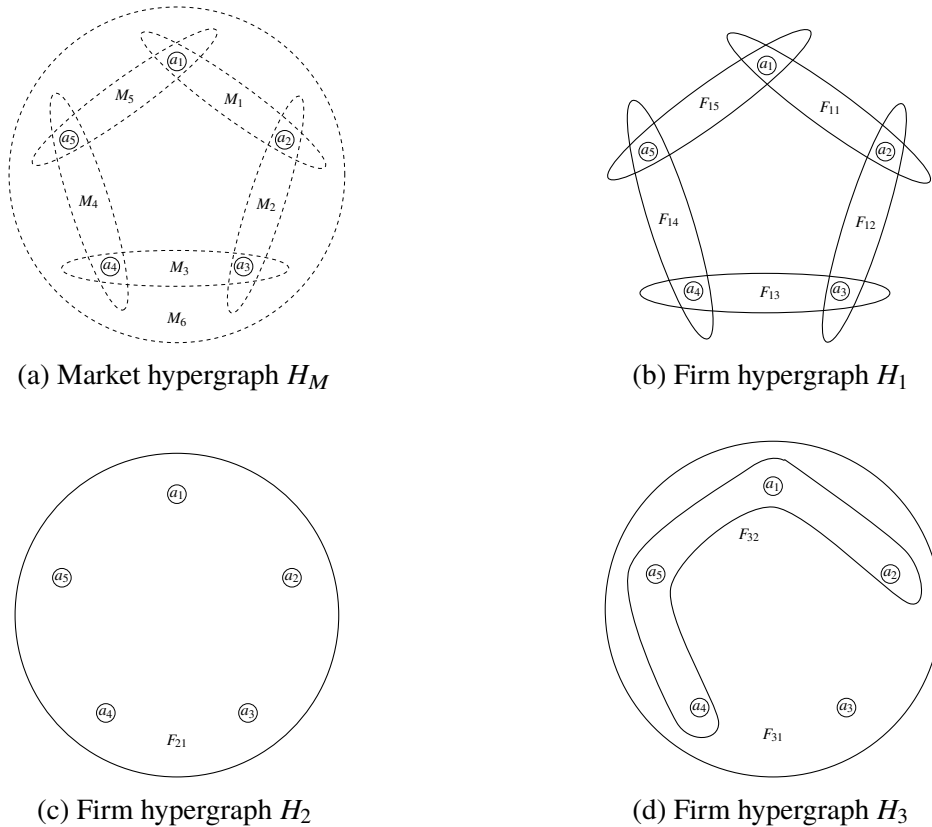 a₁
M₅
M₁
a₅
a₂
M₄
M₂
a₄
M₃
a₃
M₆
(a) Market hypergraph H_M
a₁
F₁₅
F₁₁
a₅
a₂
F₁₄
F₁₂
a₄
F₁₃
a₃
(b) Firm hypergraph H₁
a₁
a₅
a₂
a₄
a₃
F₂₁
(c) Firm hypergraph H₂
a₁
F₃₂
a₅
a₂
a₄
a₃
F₃₁
(d) Firm hypergraph H₃